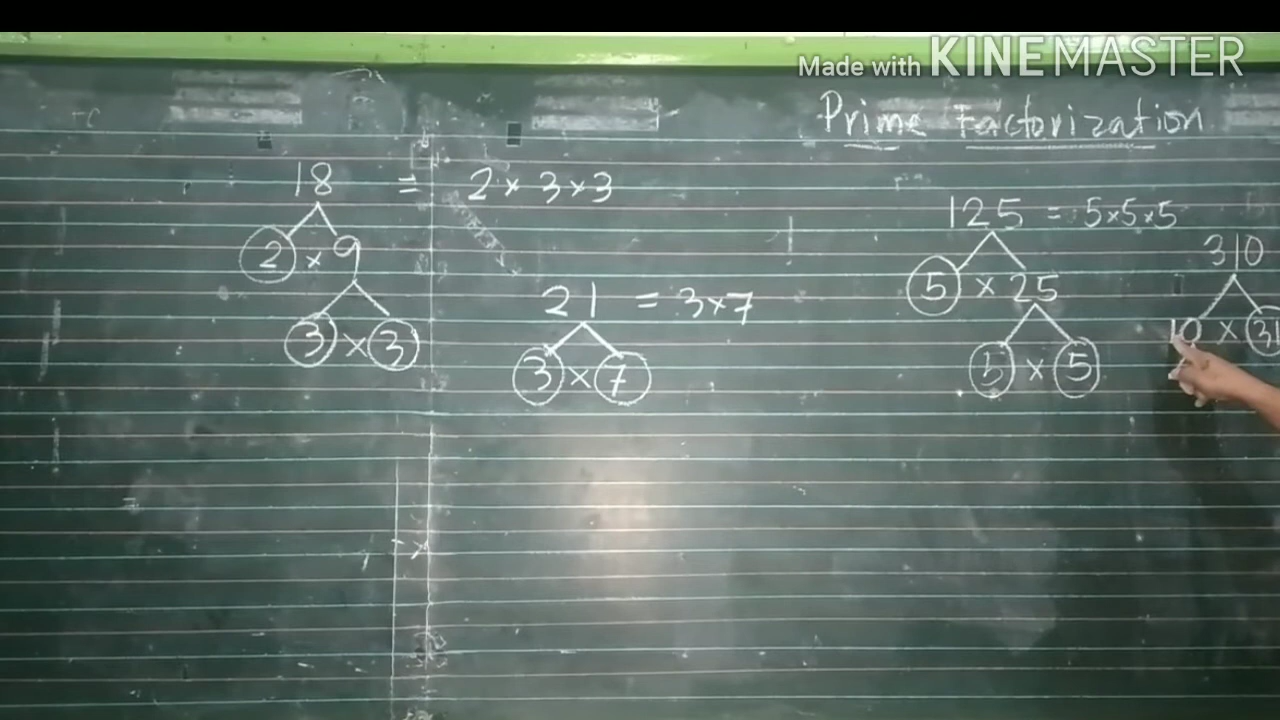 Made with KINEMASTER
Prime Factorization
18 = 2 × 3 × 3
2 × 9
3 × 3
21 = 3 × 7
3 × 7
125 = 5 × 5 × 5
5 × 25
5 × 5
310
10 × 31